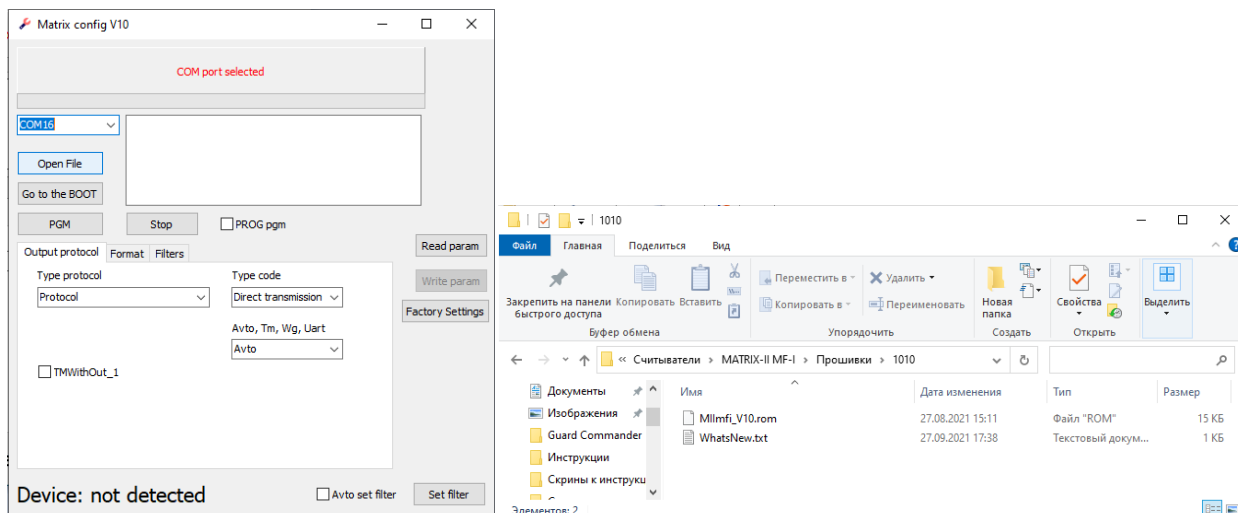 Matrix config V10
COM port selected
COM16
Open File
Go to the BOOT
PGM
Stop
PROG pgm
Read param
Write param
Factory Settings
Output protocol
Format
Filters
Type protocol
Type code
Protocol
Direct transmission
Avto, Tm, Wg, Uart
Avto
TMWithOut_1
Device: not detected
Avto set filter
Set filter
1010
Файл
Главная
Поделиться
Вид
Закрепить на панели
быстрого доступа
Копировать
Вставить
Переместить в
Копировать в
Удалить
Переименовать
Новая
папка
Свойства
Выделить
Буфер обмена
Упорядочить
Создать
Открыть
« Считыватели › MATRIX-II MF-I › Прошивки › 1010
Документы
Изображения
Guard Commander
Инструкции
Скрины к инструкц
Имя
Дата изменения
Тип
Размер
MIImfi_V10.rom
27.08.2021 15:11
Файл "ROM"
15 КБ
WhatsNew.txt
27.09.2021 17:38
Текстовый докум...
1 КБ
Элементов: 2